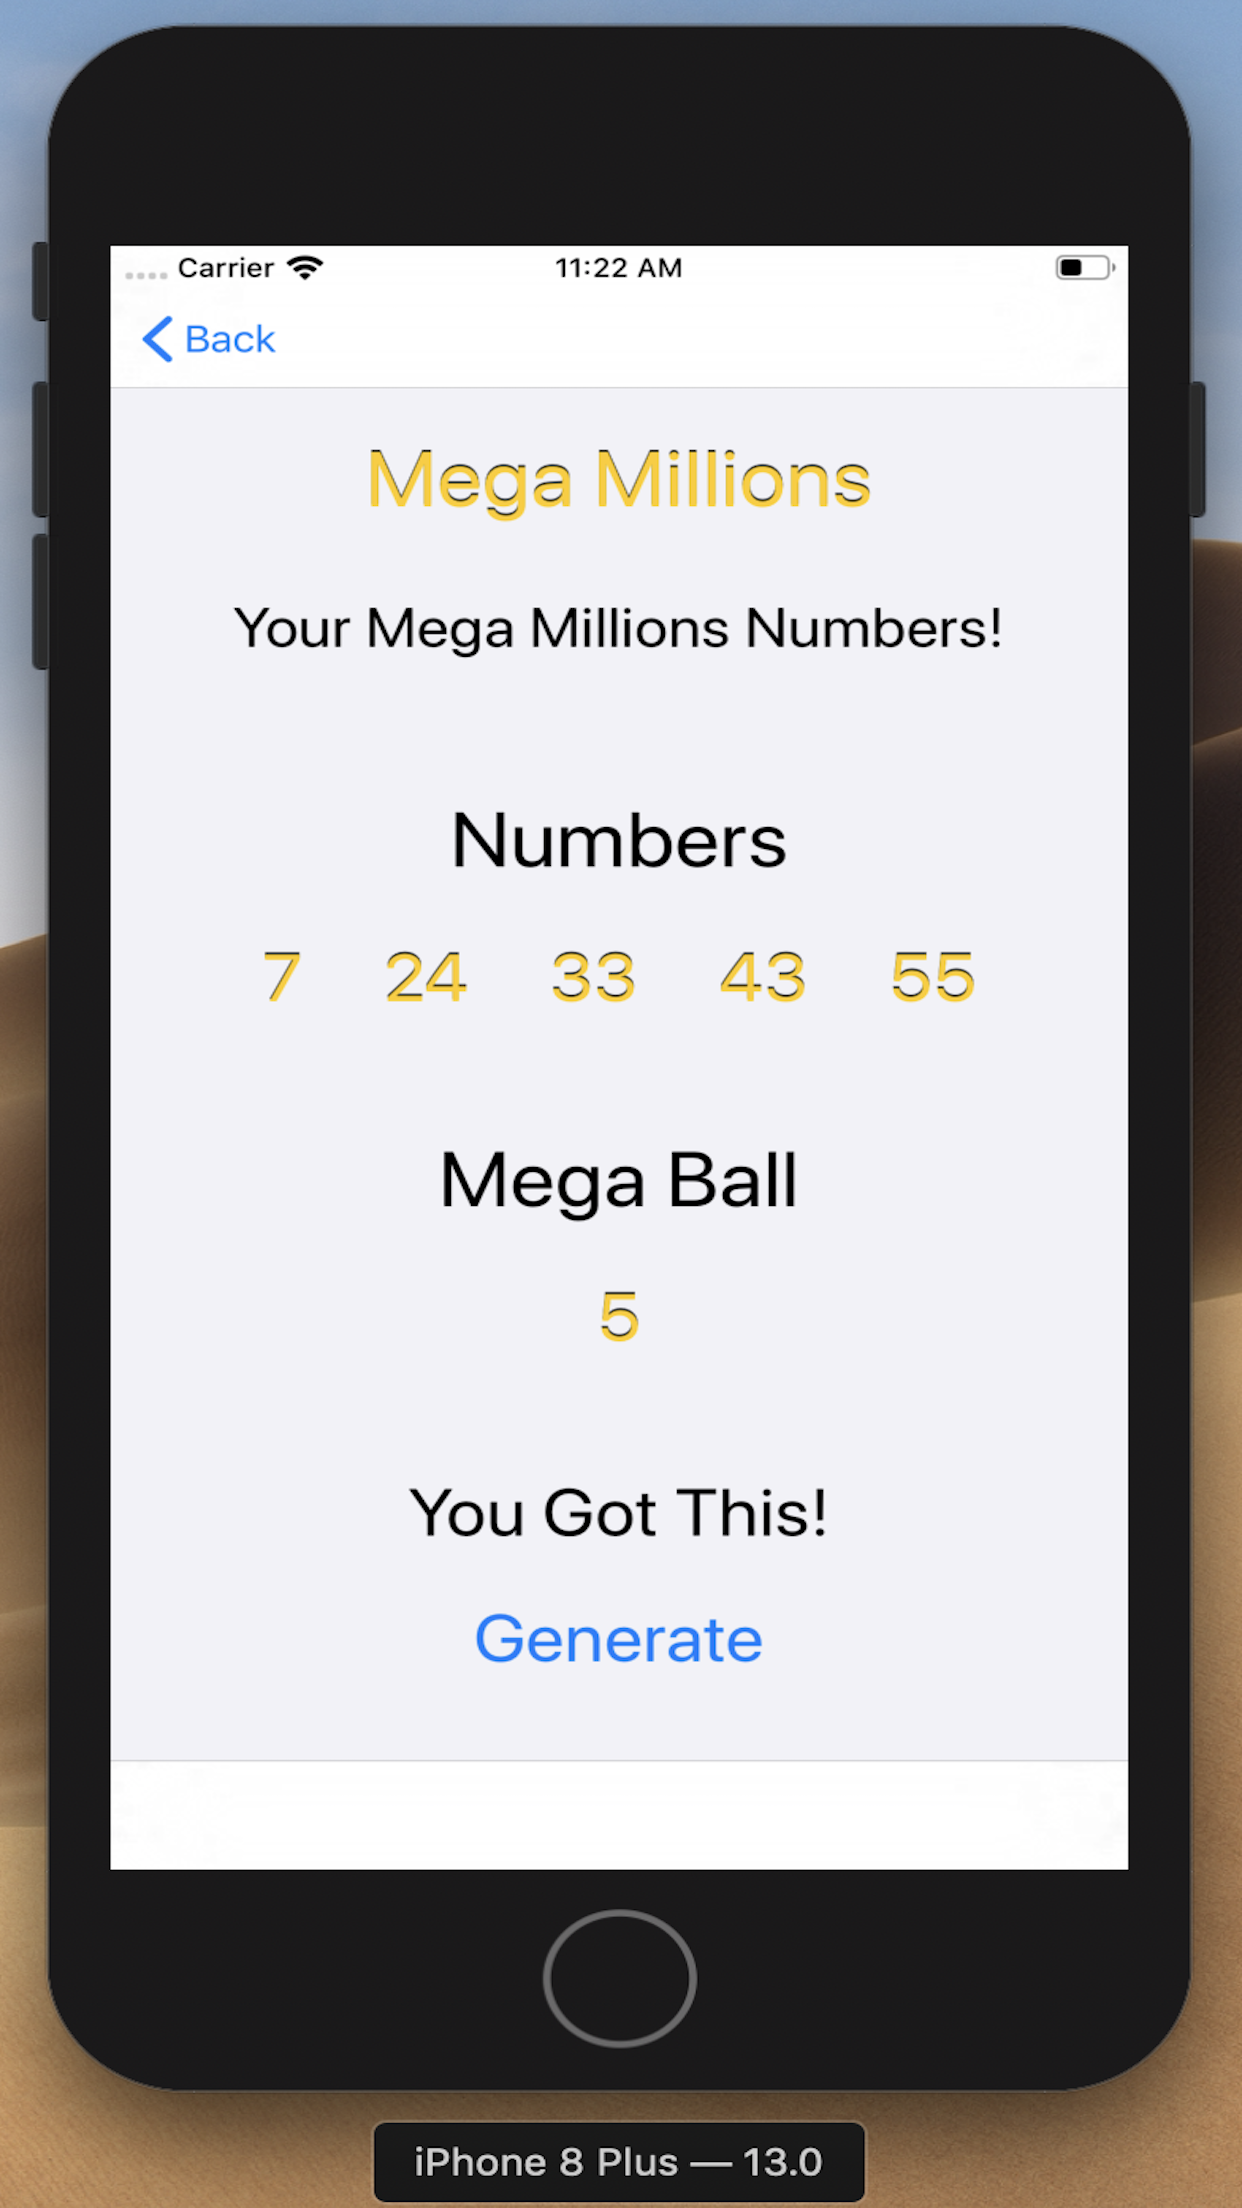 Carrier 11:22 AM
Back
Mega Millions
Your Mega Millions Numbers!
Numbers
7 24 33 43 55
Mega Ball
5
You Got This!
Generate
iPhone 8 Plus — 13.0